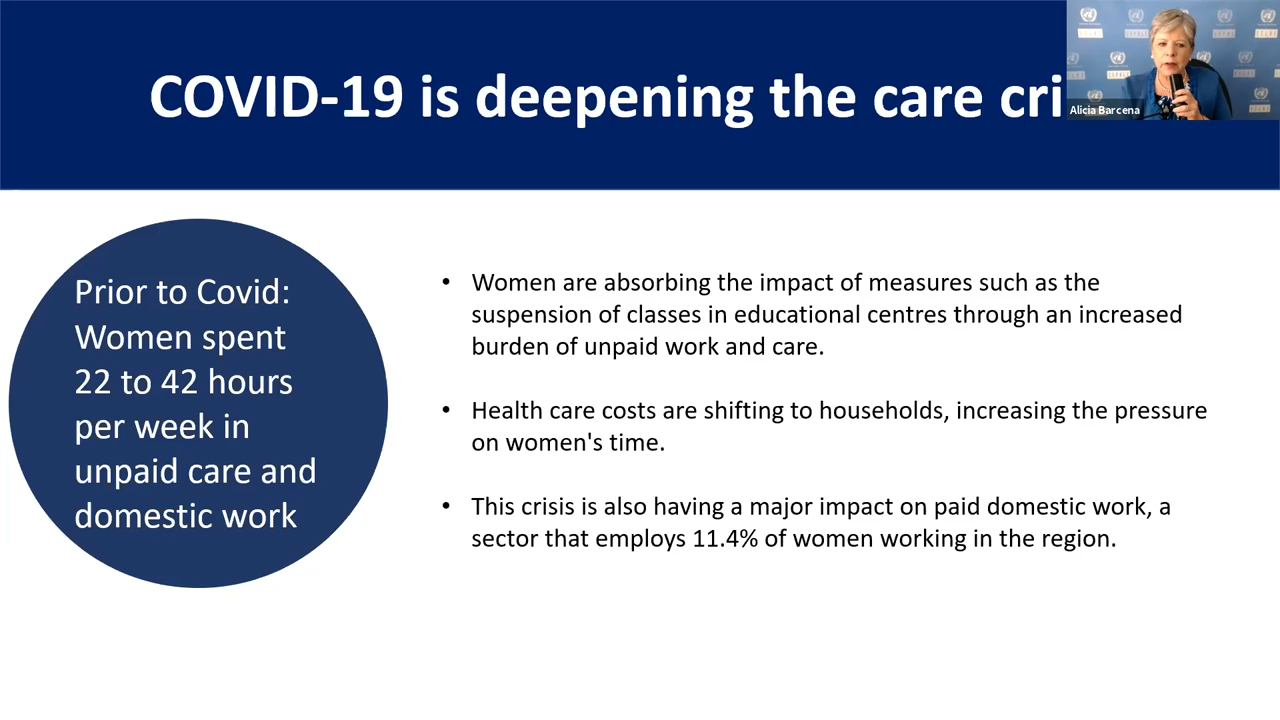 COVID-19 is deepening the care cri
Alicia Barcena
Prior to Covid:
Women spent
22 to 42 hours
per week in
unpaid care and
domestic work
• Women are absorbing the impact of measures such as the
suspension of classes in educational centres through an increased
burden of unpaid work and care.
• Health care costs are shifting to households, increasing the pressure
on women's time.
• This crisis is also having a major impact on paid domestic work, a
sector that employs 11.4% of women working in the region.